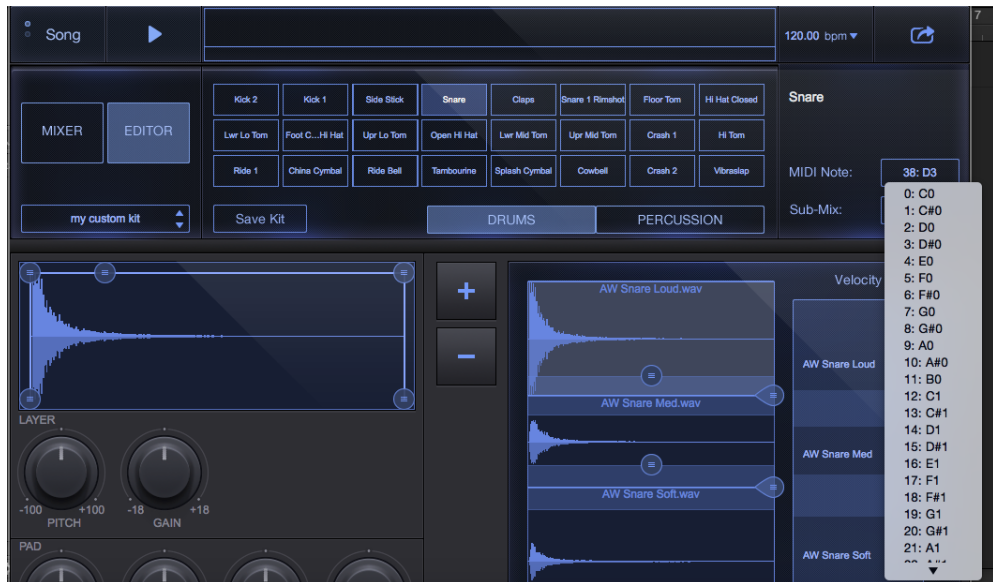 7
Song
120.00 bpm
MIXER
EDITOR
Kick 2
Kick 1
Side Stick
Snare
Claps
Snare 1 Rimshot
Floor Tom
Hi Hat Closed
Lwr Lo Tom
Foot C...Hi Hat
Upr Lo Tom
Open Hi Hat
Lwr Mid Tom
Upr Mid Tom
Crash 1
Hi Tom
Ride 1
China Cymbal
Ride Bell
Tambourine
Splash Cymbal
Cowbell
Crash 2
Vibraslap
Snare
MIDI Note:
38: D3
Sub-Mix:
my custom kit
Save Kit
DRUMS
PERCUSSION
0: C0
1: C#0
2: D0
3: D#0
4: E0
5: F0
6: F#0
7: G0
8: G#0
9: A0
10: A#0
11: B0
12: C1
13: C#1
14: D1
15: D#1
16: E1
17: F1
18: F#1
19: G1
20: G#1
21: A1
+
−
AW Snare Loud.wav
AW Snare Med.wav
AW Snare Soft.wav
Velocity
AW Snare Loud
AW Snare Med
AW Snare Soft
LAYER
-100
+100
PITCH
-18
+18
GAIN
PAD